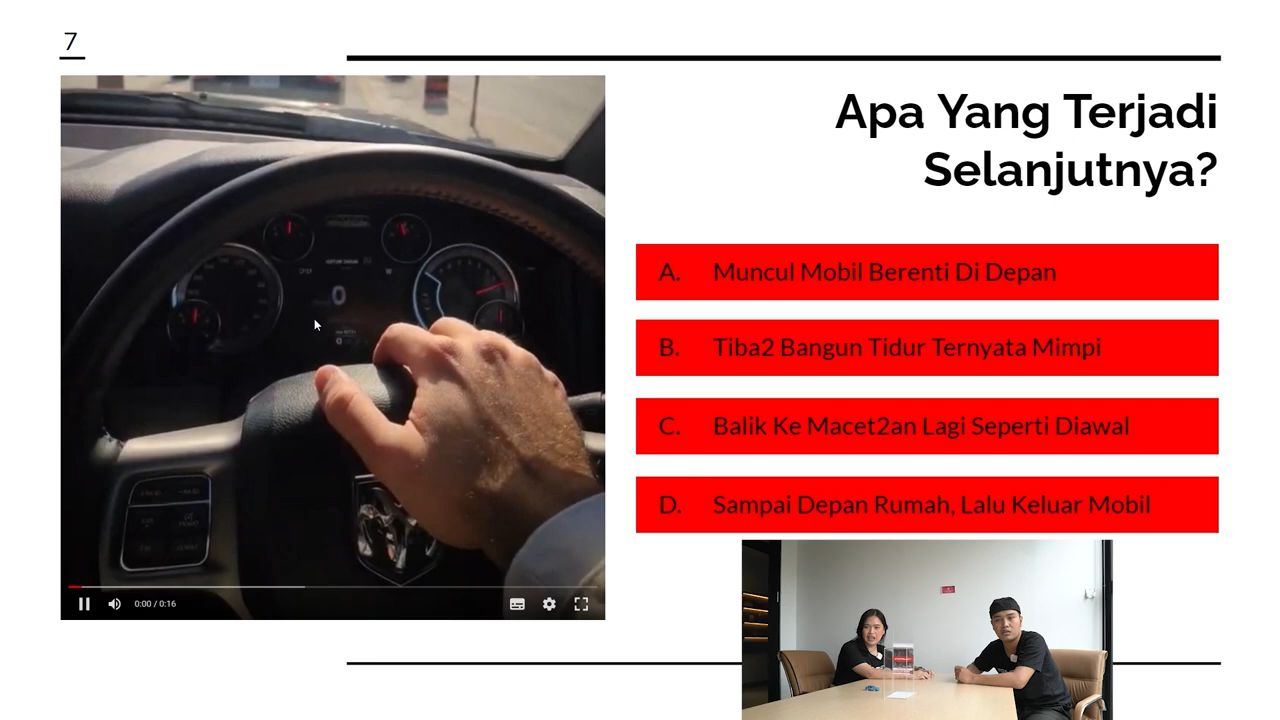 7
Apa Yang Terjadi
Selanjutnya?
A. Muncul Mobil Berenti Di Depan
B. Tiba2 Bangun Tidur Ternyata Mimpi
C. Balik Ke Macet2an Lagi Seperti Diawal
D. Sampai Depan Rumah, Lalu Keluar Mobil
0
0:00 / 0:16